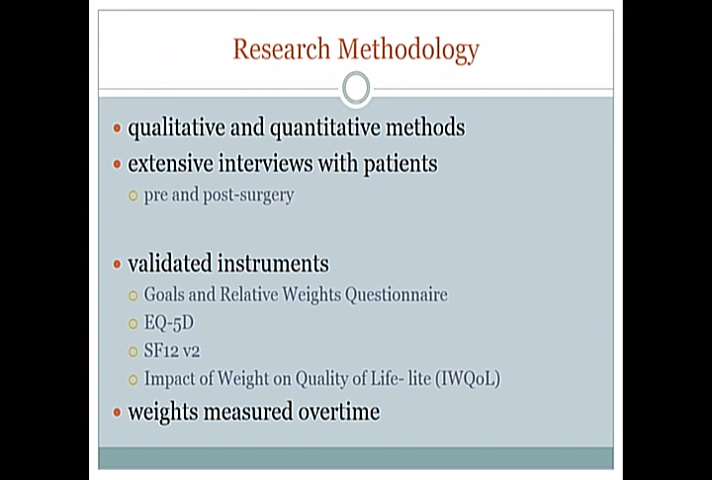 Research Methodology
qualitative and quantitative methods
extensive interviews with patients
pre and post-surgery
validated instruments
Goals and Relative Weights Questionnaire
EQ-5D
SF12 v2
Impact of Weight on Quality of Life- lite (IWQoL)
weights measured overtime